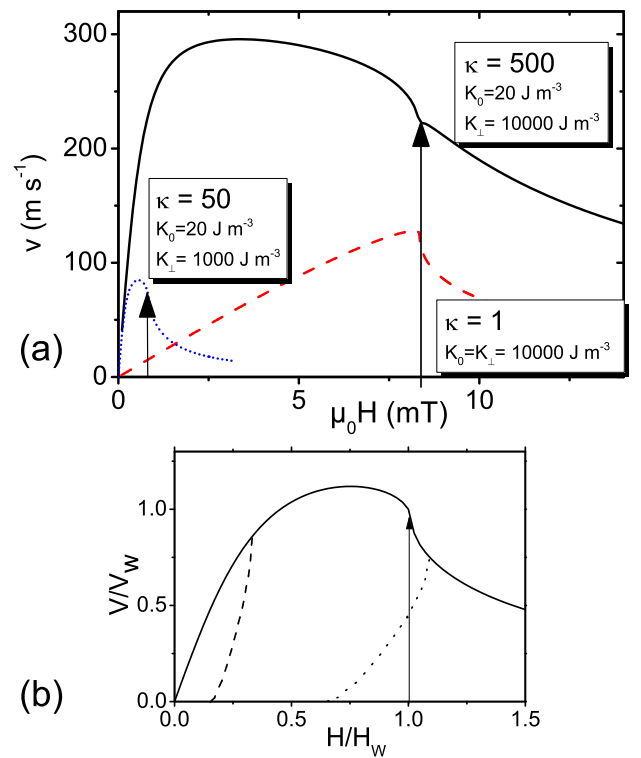 300
200
100
0
v (m s⁻¹)
κ = 500
K₀=20 J m⁻³
K⊥= 10000 J m⁻³
κ = 50
K₀=20 J m⁻³
K⊥= 1000 J m⁻³
κ = 1
K₀=K⊥= 10000 J m⁻³
(a)
0 5 10
μ₀H (mT)
1.0
0.5
0.0
V/V_W
(b)
0.0 0.5 1.0 1.5
H/H_W